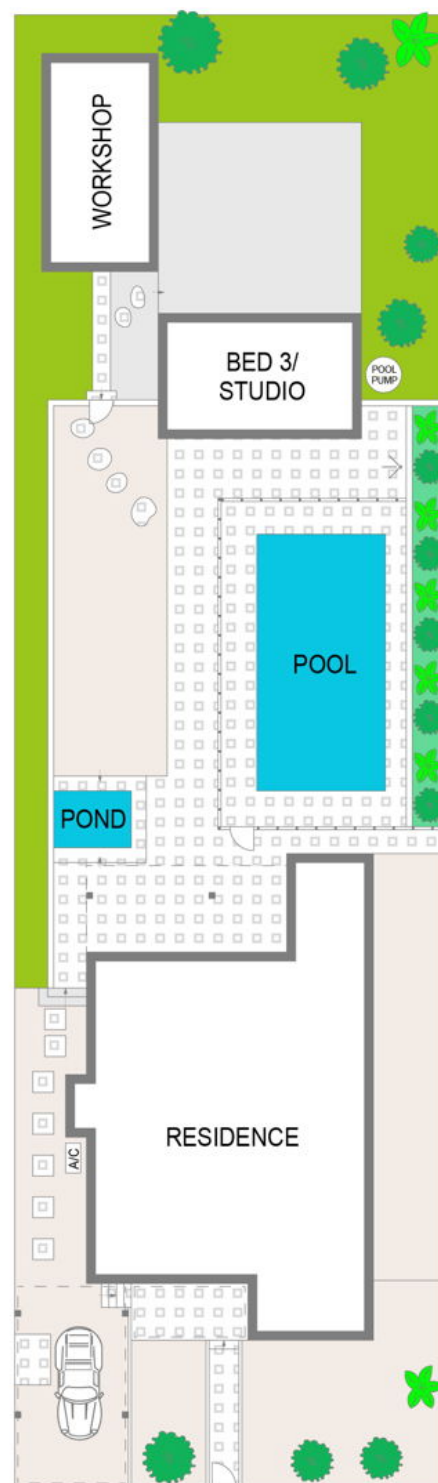 WORKSHOP
BED 3/
STUDIO
POOL
PUMP
POOL
POND
RESIDENCE
A/C